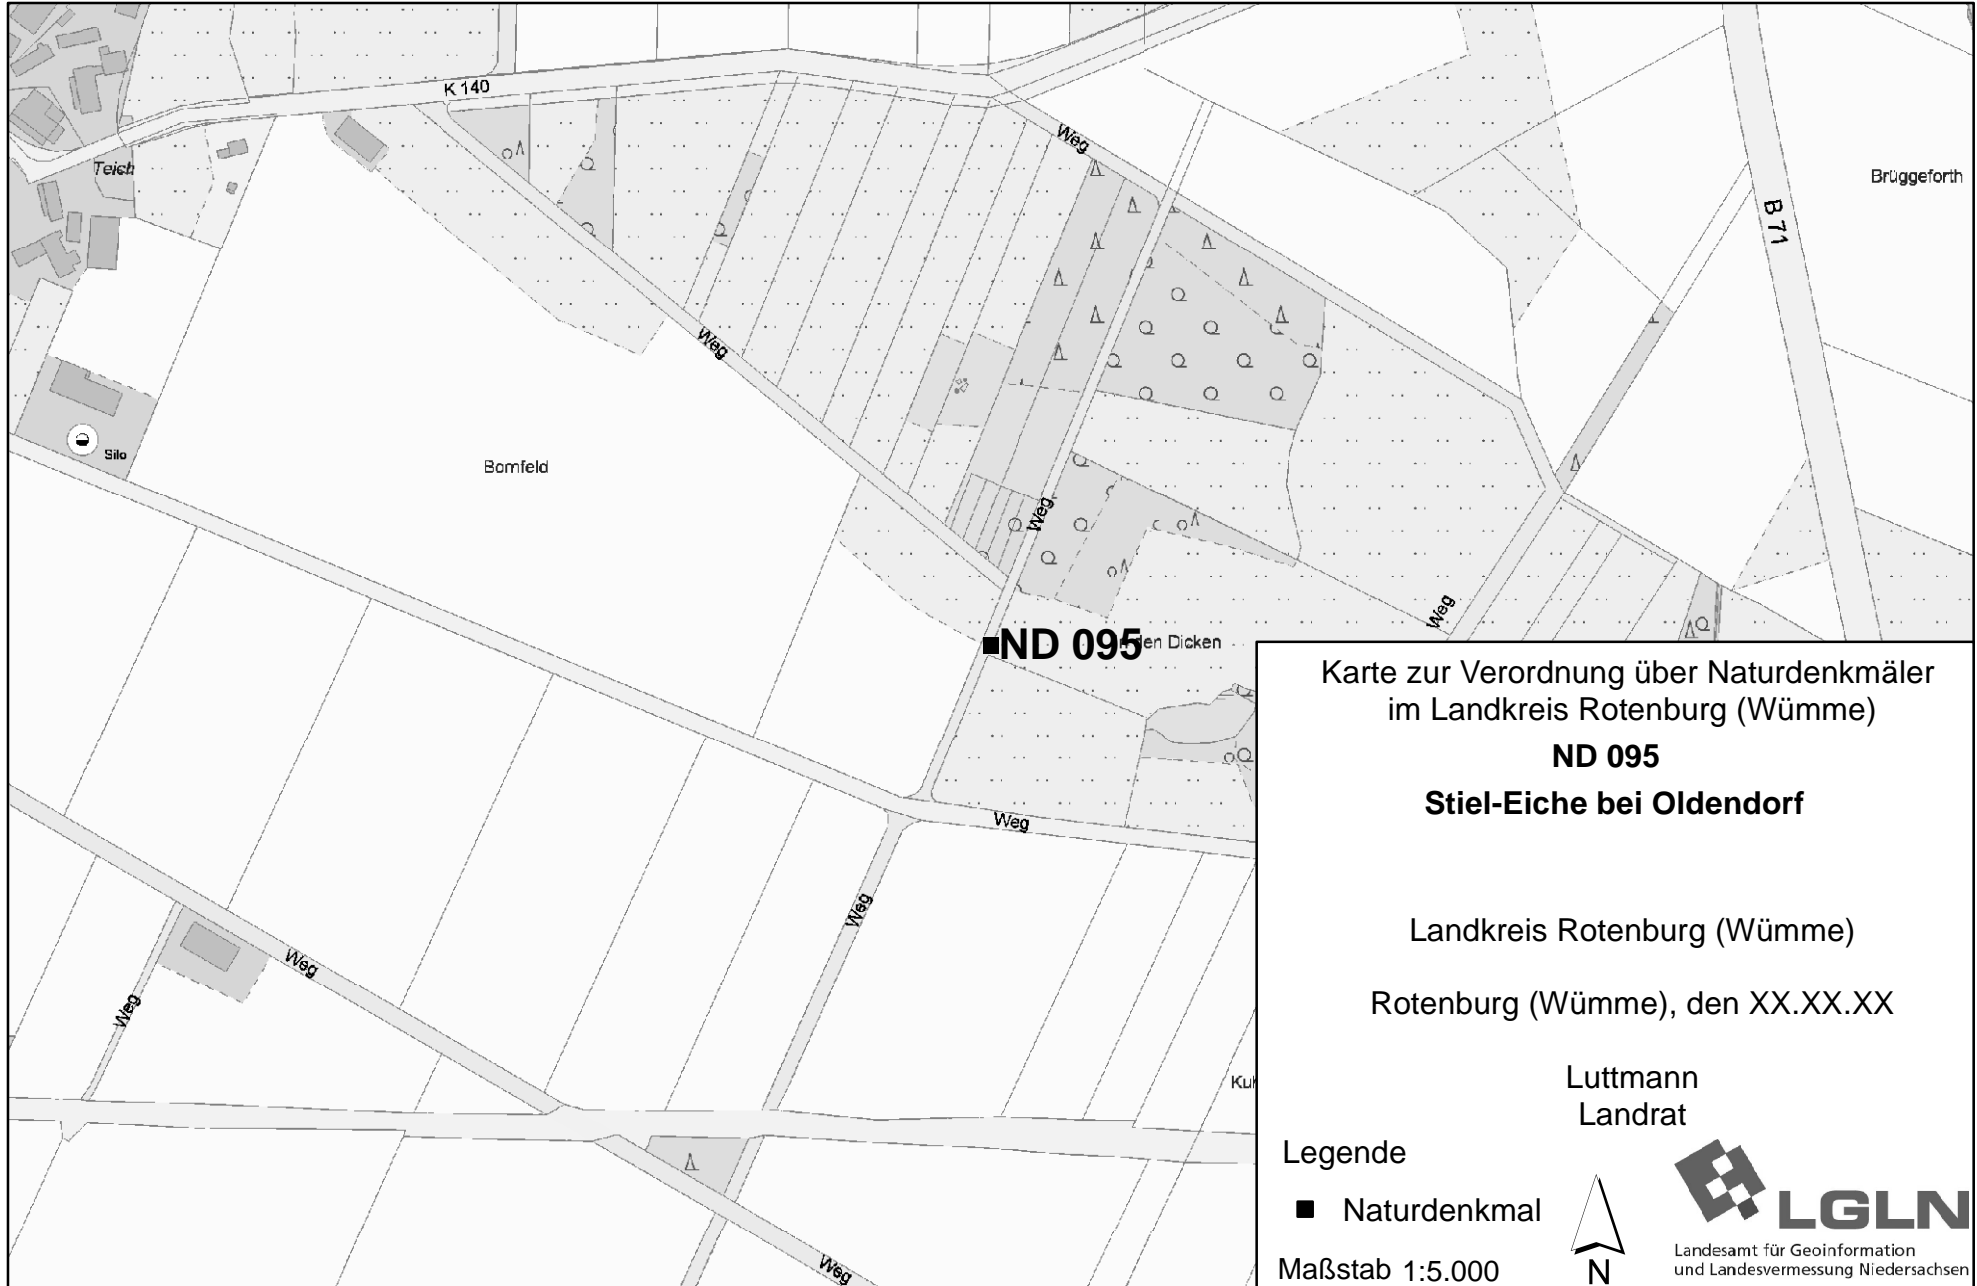 K 140
Weg
Teich
Brüggeforth
B 71
Weg
Silo
Bomfeld
Weg
Weg
ND 095
den Dicken
Weg
Weg
Weg
Weg
Weg
Karte zur Verordnung über Naturdenkmäler
im Landkreis Rotenburg (Wümme)
ND 095
Stiel-Eiche bei Oldendorf
Landkreis Rotenburg (Wümme)
Rotenburg (Wümme), den XX.XX.XX
Luttmann
Landrat
Legende
Naturdenkmal
Maßstab 1:5.000
N
LGLN
Landesamt für Geoinformation
und Landesvermessung Niedersachsen